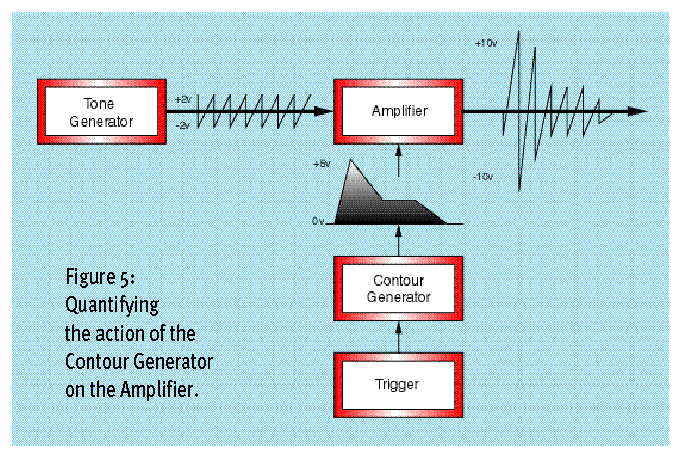 Tone
Generator
+2v
-2v
Amplifier
+10v
-10v
0v
Contour
Generator
Trigger
Figure 5:
Quantifying
the action of the
Contour Generator
on the Amplifier.